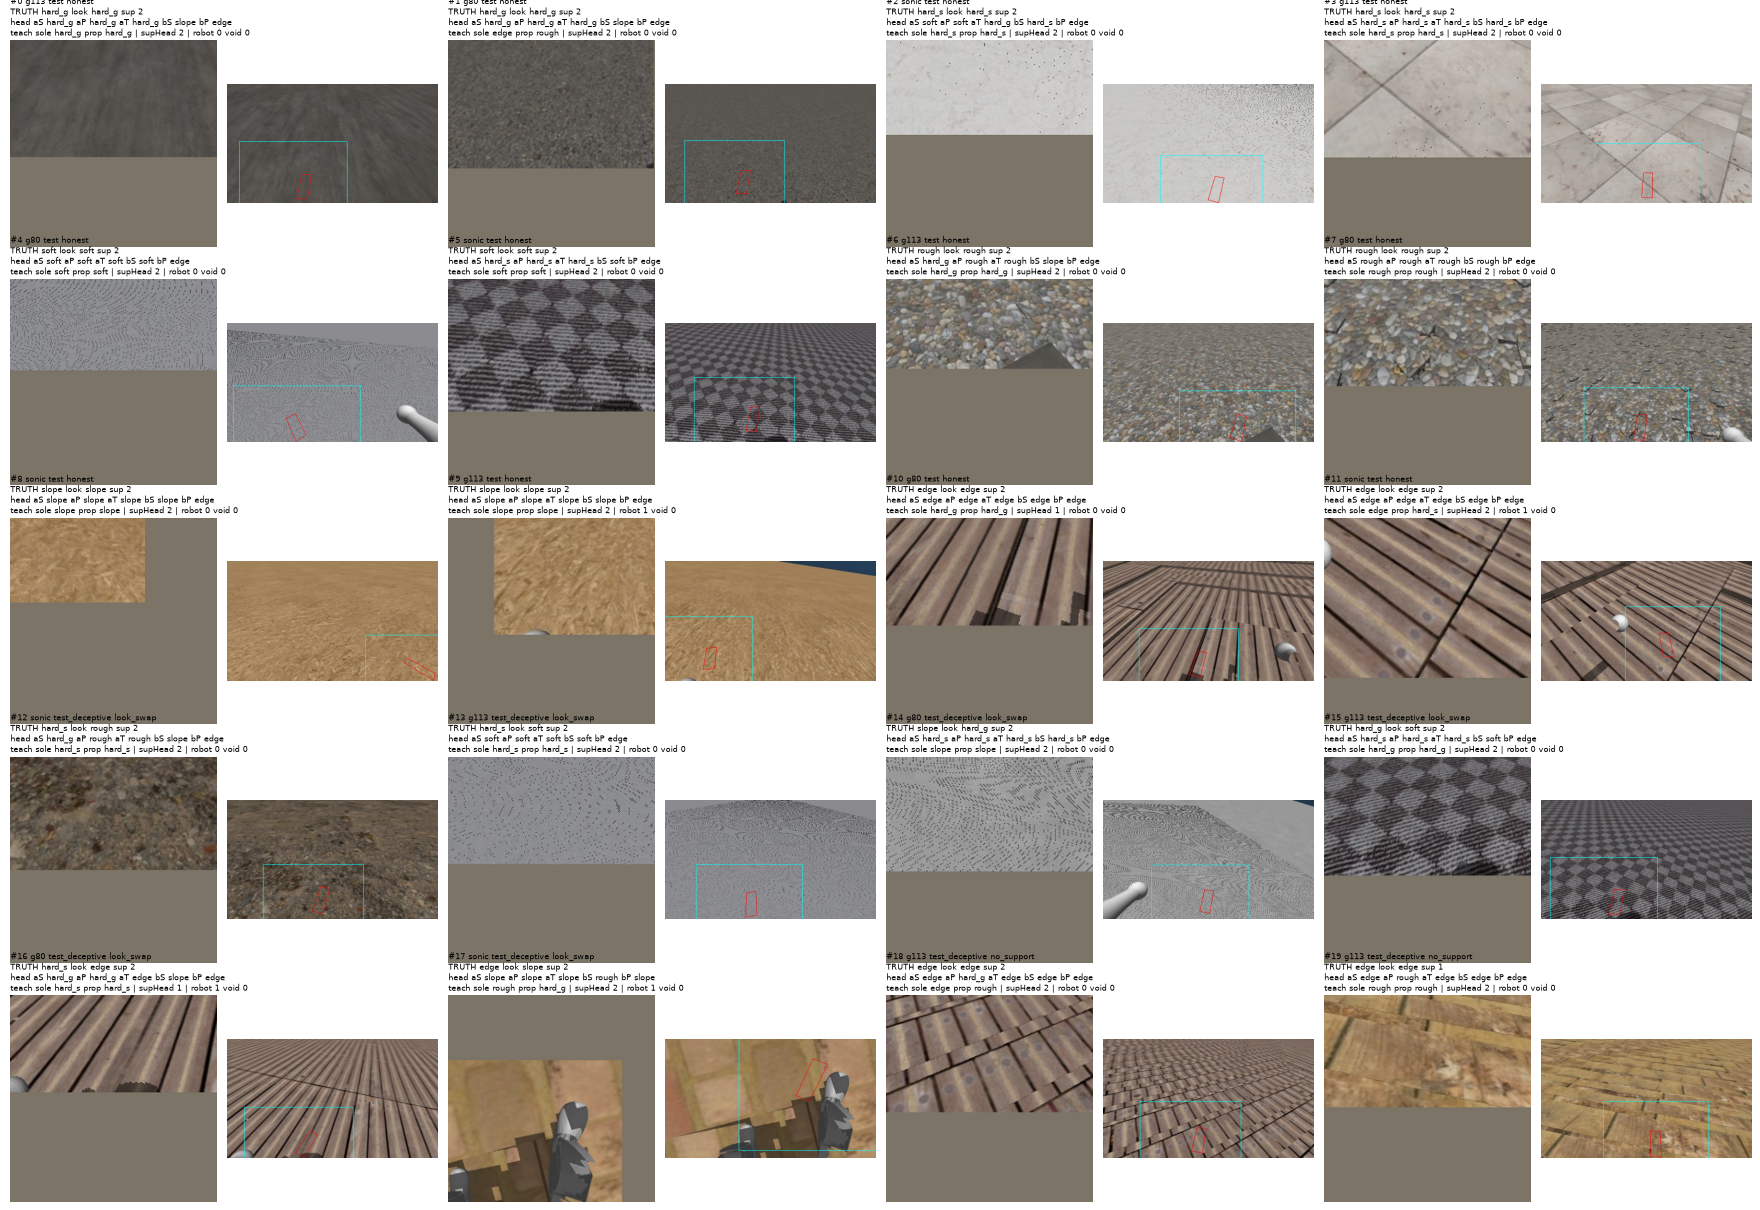 #0 g113 test honest
TRUTH hard_g look hard_g sup 2
head aS hard_g aP hard_g aT hard_g bS slope bP edge
teach sole hard_g prop hard_g | supHead 2 | robot 0 void 0
#1 g80 test honest
TRUTH hard_g look hard_g sup 2
head aS hard_g aP hard_g aT hard_g bS slope bP edge
teach sole edge prop rough | supHead 2 | robot 0 void 0
#2 sonic test honest
TRUTH hard_s look hard_s sup 2
head aS soft aP soft aT hard_g bS hard_s bP edge
teach sole hard_s prop hard_s | supHead 2 | robot 0 void 0
#3 g113 test honest
TRUTH hard_s look hard_s sup 2
head aS hard_s aP hard_s aT hard_s bS hard_s bP edge
teach sole hard_s prop hard_s | supHead 2 | robot 0 void 0
#4 g80 test honest
TRUTH soft look soft sup 2
head aS soft aP soft aT soft bS soft bP edge
teach sole soft prop soft | supHead 2 | robot 0 void 0
#5 sonic test honest
TRUTH soft look soft sup 2
head aS hard_s aP hard_s aT hard_s bS soft bP edge
teach sole soft prop soft | supHead 2 | robot 0 void 0
#6 g113 test honest
TRUTH rough look rough sup 2
head aS hard_g aP rough aT rough bS slope bP edge
teach sole hard_g prop hard_g | supHead 2 | robot 0 void 0
#7 g80 test honest
TRUTH rough look rough sup 2
head aS rough aP rough aT rough bS rough bP edge
teach sole rough prop rough | supHead 2 | robot 0 void 0
#8 sonic test honest
TRUTH slope look slope sup 2
head aS slope aP slope aT slope bS slope bP edge
teach sole slope prop slope | supHead 2 | robot 0 void 0
#9 g113 test honest
TRUTH slope look slope sup 2
head aS slope aP slope aT slope bS slope bP edge
teach sole slope prop slope | supHead 2 | robot 1 void 0
#10 g80 test honest
TRUTH edge look edge sup 2
head aS edge aP edge aT edge bS edge bP edge
teach sole hard_g prop hard_g | supHead 1 | robot 0 void 0
#11 sonic test honest
TRUTH edge look edge sup 2
head aS edge aP edge aT edge bS edge bP edge
teach sole edge prop hard_s | supHead 2 | robot 1 void 0
#12 sonic test_deceptive look_swap
TRUTH hard_s look rough sup 2
head aS hard_g aP rough aT rough bS slope bP edge
teach sole hard_s prop hard_s | supHead 2 | robot 0 void 0
#13 g113 test_deceptive look_swap
TRUTH hard_s look soft sup 2
head aS soft aP soft aT soft bS soft bP edge
teach sole hard_s prop hard_s | supHead 2 | robot 0 void 0
#14 g80 test_deceptive look_swap
TRUTH slope look hard_g sup 2
head aS hard_s aP hard_s aT hard_s bS hard_s bP edge
teach sole slope prop slope | supHead 2 | robot 0 void 0
#15 g113 test_deceptive look_swap
TRUTH hard_g look soft sup 2
head aS hard_s aP hard_s aT hard_s bS soft bP edge
teach sole hard_g prop hard_g | supHead 2 | robot 0 void 0
#16 g80 test_deceptive look_swap
TRUTH hard_s look edge sup 2
head aS hard_g aP hard_g aT edge bS slope bP edge
teach sole hard_s prop hard_s | supHead 1 | robot 1 void 0
#17 sonic test_deceptive look_swap
TRUTH edge look slope sup 2
head aS slope aP slope aT slope bS rough bP slope
teach sole rough prop hard_g | supHead 2 | robot 1 void 0
#18 g113 test_deceptive no_support
TRUTH edge look edge sup 2
head aS edge aP hard_g aT edge bS edge bP edge
teach sole edge prop rough | supHead 2 | robot 0 void 0
#19 g113 test_deceptive no_support
TRUTH edge look edge sup 1
head aS edge aP rough aT edge bS edge bP edge
teach sole rough prop rough | supHead 2 | robot 0 void 0